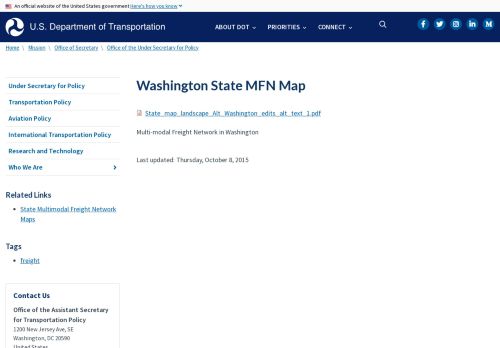 An official website of the United States government Here's how you know
U.S. Department of Transportation
ABOUT DOT
PRIORITIES
CONNECT
Home \ Mission \ Office of Secretary \ Office of the Under Secretary for Policy
Under Secretary for Policy
Transportation Policy
Aviation Policy
International Transportation Policy
Research and Technology
Who We Are
Related Links
State Multimodal Freight Network
Maps
Tags
freight
Contact Us
Office of the Assistant Secretary
for Transportation Policy
1200 New Jersey Ave, SE
Washington, DC 20590
United States
Washington State MFN Map
State_map_landscape_Alt_Washington_edits_alt_text_1.pdf
Multi-modal Freight Network in Washington
Last updated: Thursday, October 8, 2015